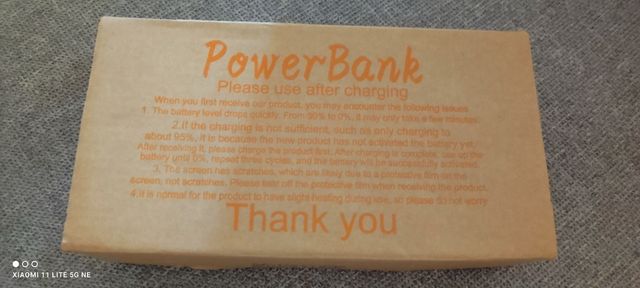 PowerBank
Please use after charging
When you first receive our product, you may encounter the following issues
1. The battery level drops quickly. From 50% to 0%, it may only take a few minutes.
2.If the charging is not sufficient, such as only charging to
about 95%, it is because the new product has not activated the battery yet.
After receiving it, please charge the product first. After charging is complete, use up the
battery until 0%, repeat three cycles, and the battery will be successfully activated.
3. The screen has scratches, which are likely due to a protective film on the
screen, not scratches. Please tear off the protective film when receiving the product.
4.It is normal for the product to have slight heating during use, so please do not worry
Thank you
XIAOMI 11 LITE 5G NE